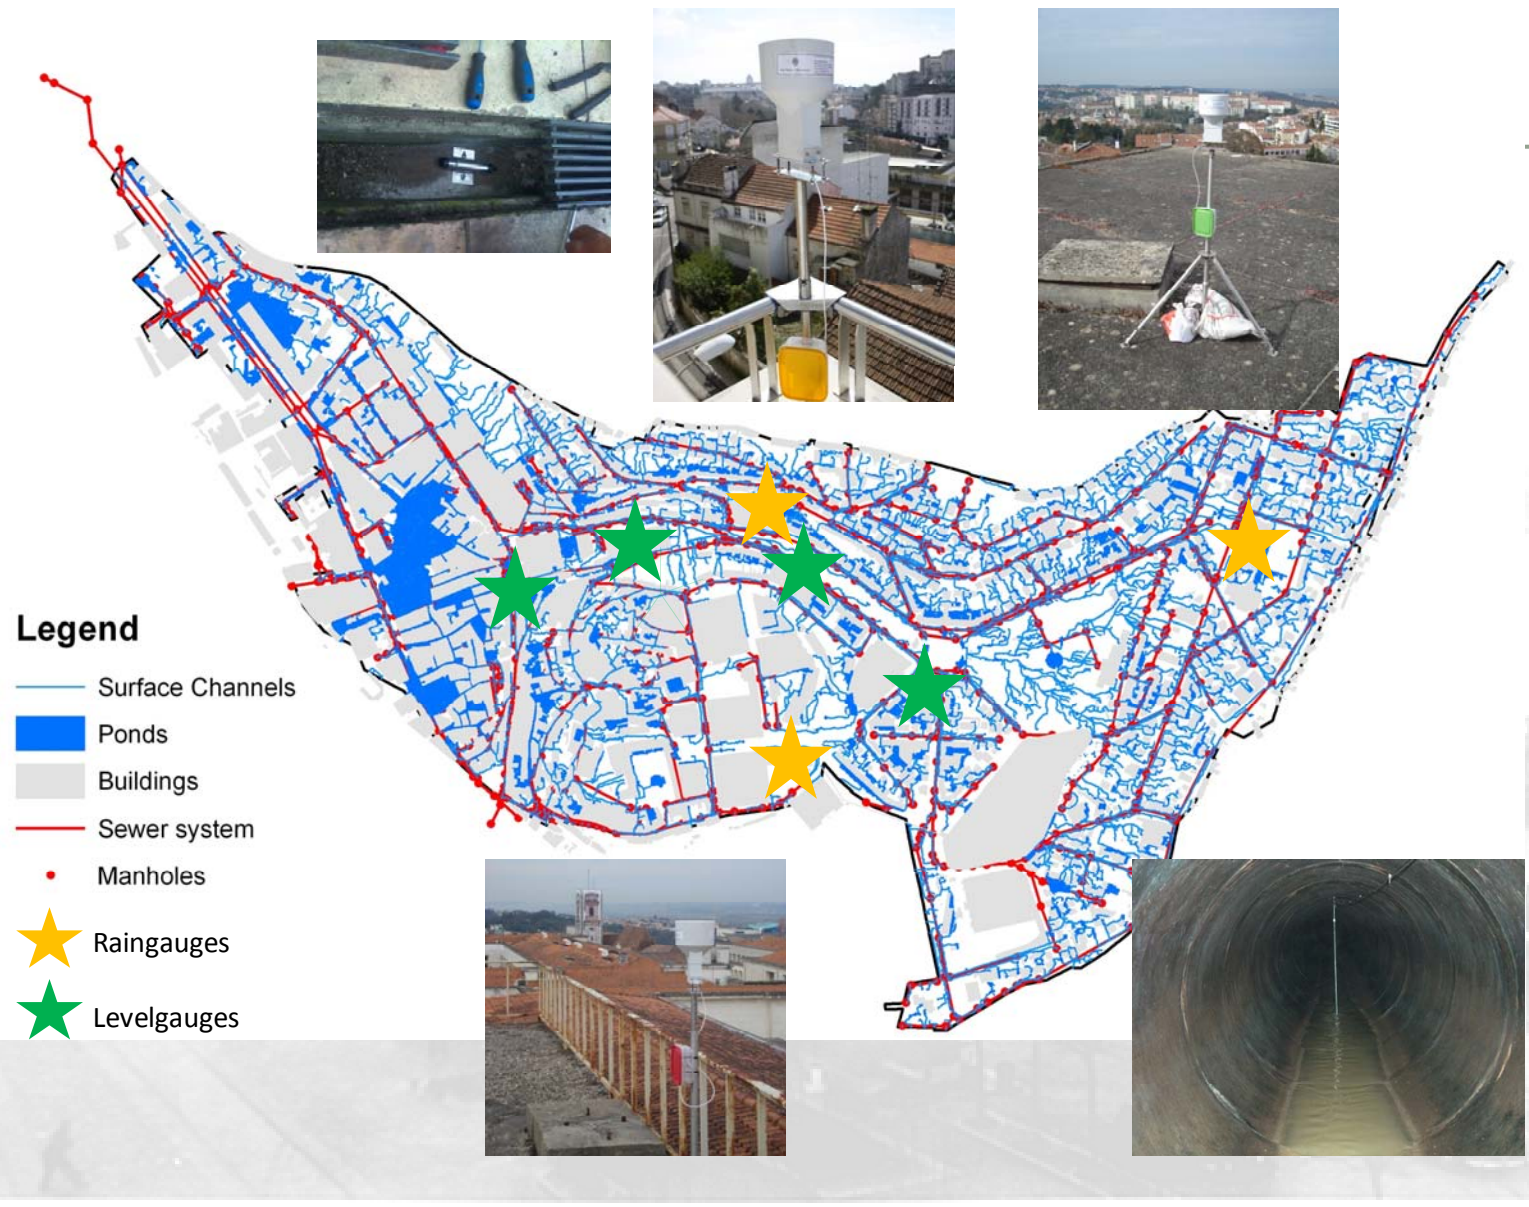 Legend
Surface Channels
Ponds
Buildings
Sewer system
Manholes
Raingauges
Levelgauges